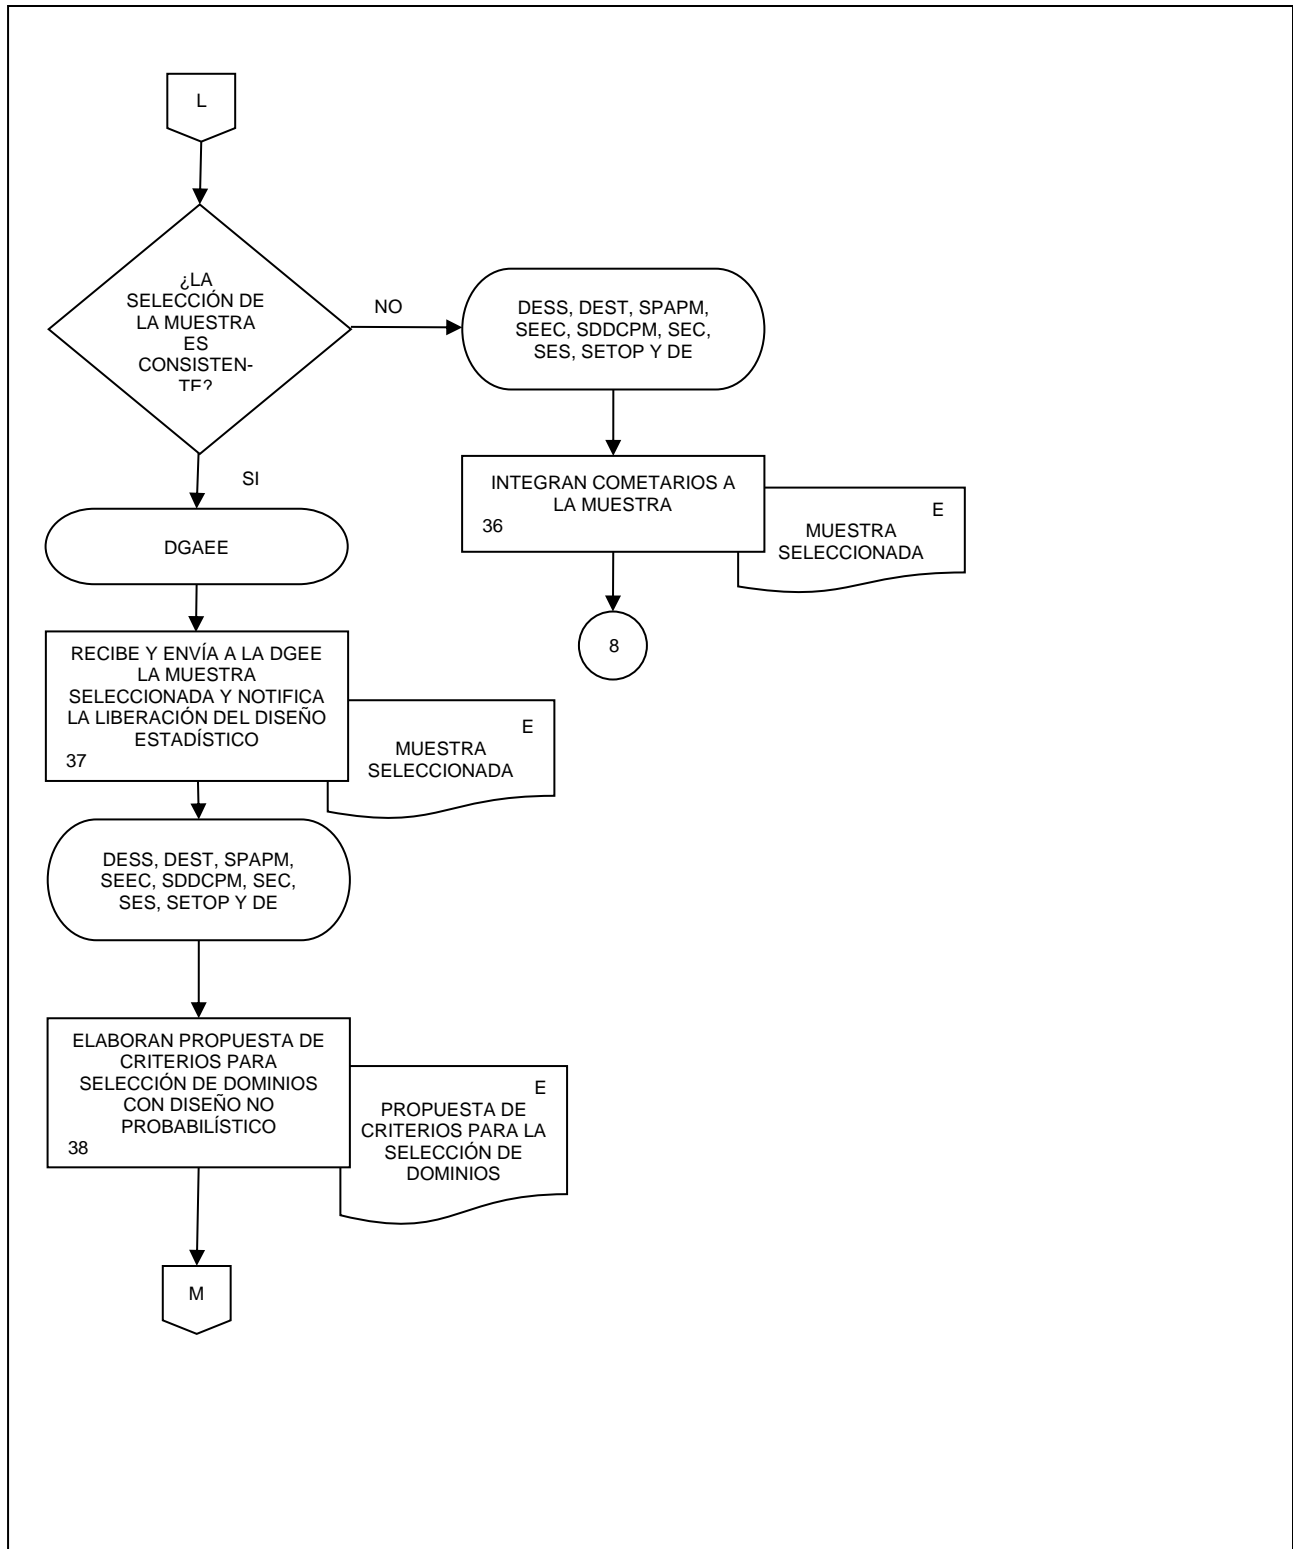 L
¿LA
SELECCIÓN DE
LA MUESTRA
ES
CONSISTEN-
TE?
NO
DESS, DEST, SPAPM,
SEEC, SDDCPM, SEC,
SES, SETOP Y DE
INTEGRAN COMETARIOS A
LA MUESTRA
36
E
MUESTRA
SELECCIONADA
8
SI
DGAEE
RECIBE Y ENVÍA A LA DGEE
LA MUESTRA
SELECCIONADA Y NOTIFICA
LA LIBERACIÓN DEL DISEÑO
ESTADÍSTICO
37
E
MUESTRA
SELECCIONADA
DESS, DEST, SPAPM,
SEEC, SDDCPM, SEC,
SES, SETOP Y DE
ELABORAN PROPUESTA DE
CRITERIOS PARA
SELECCIÓN DE DOMINIOS
CON DISEÑO NO
PROBABILÍSTICO
38
E
PROPUESTA DE
CRITERIOS PARA LA
SELECCIÓN DE
DOMINIOS
M